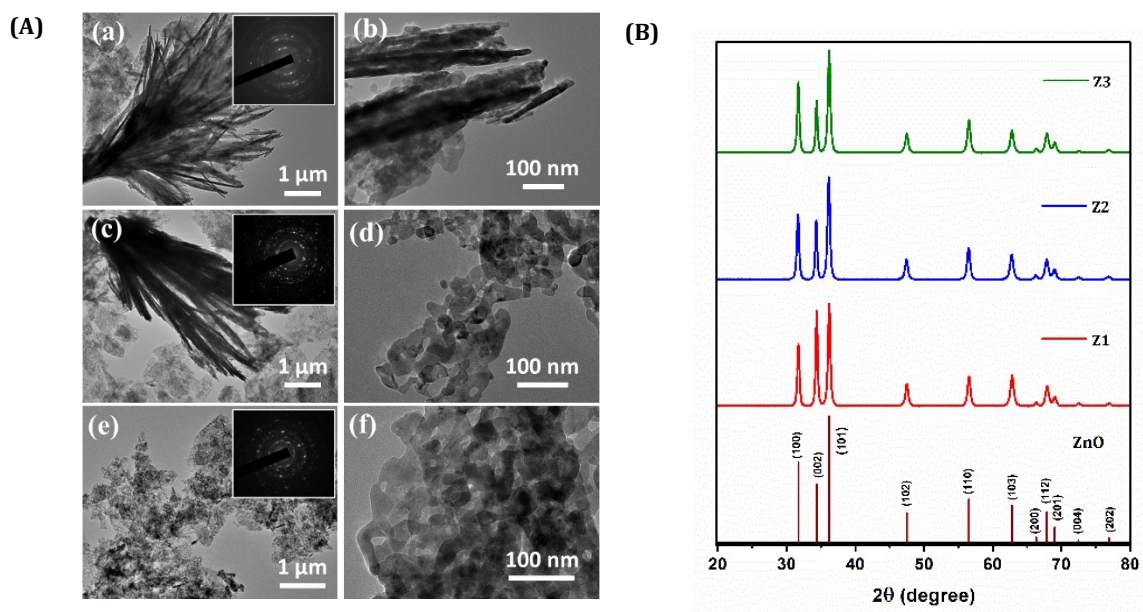 (A)
(a)
1 µm
(b)
100 nm
(c)
1 µm
(d)
100 nm
(e)
1 µm
(f)
100 nm
(B)
Z3
Z2
Z1
ZnO
(100)
(002)
(101)
(102)
(110)
(103)
(200)
(112)
(201)
(004)
(202)
20 30 40 50 60 70 80
2θ (degree)